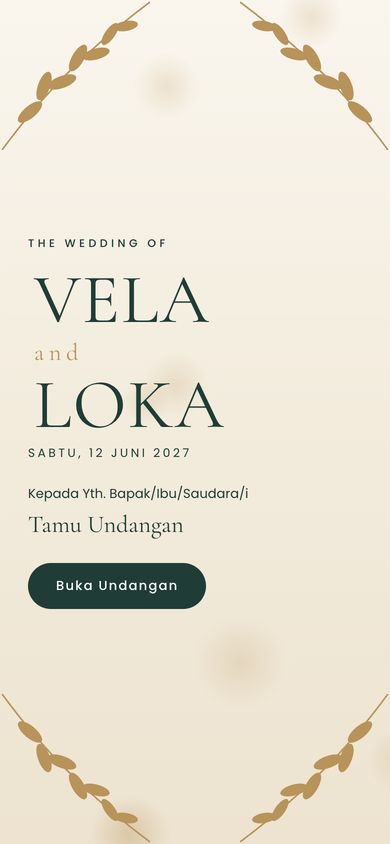 THE WEDDING OF
VELA
and
LOKA
SABTU, 12 JUNI 2027
Kepada Yth. Bapak/Ibu/Saudara/i
Tamu Undangan
Buka Undangan